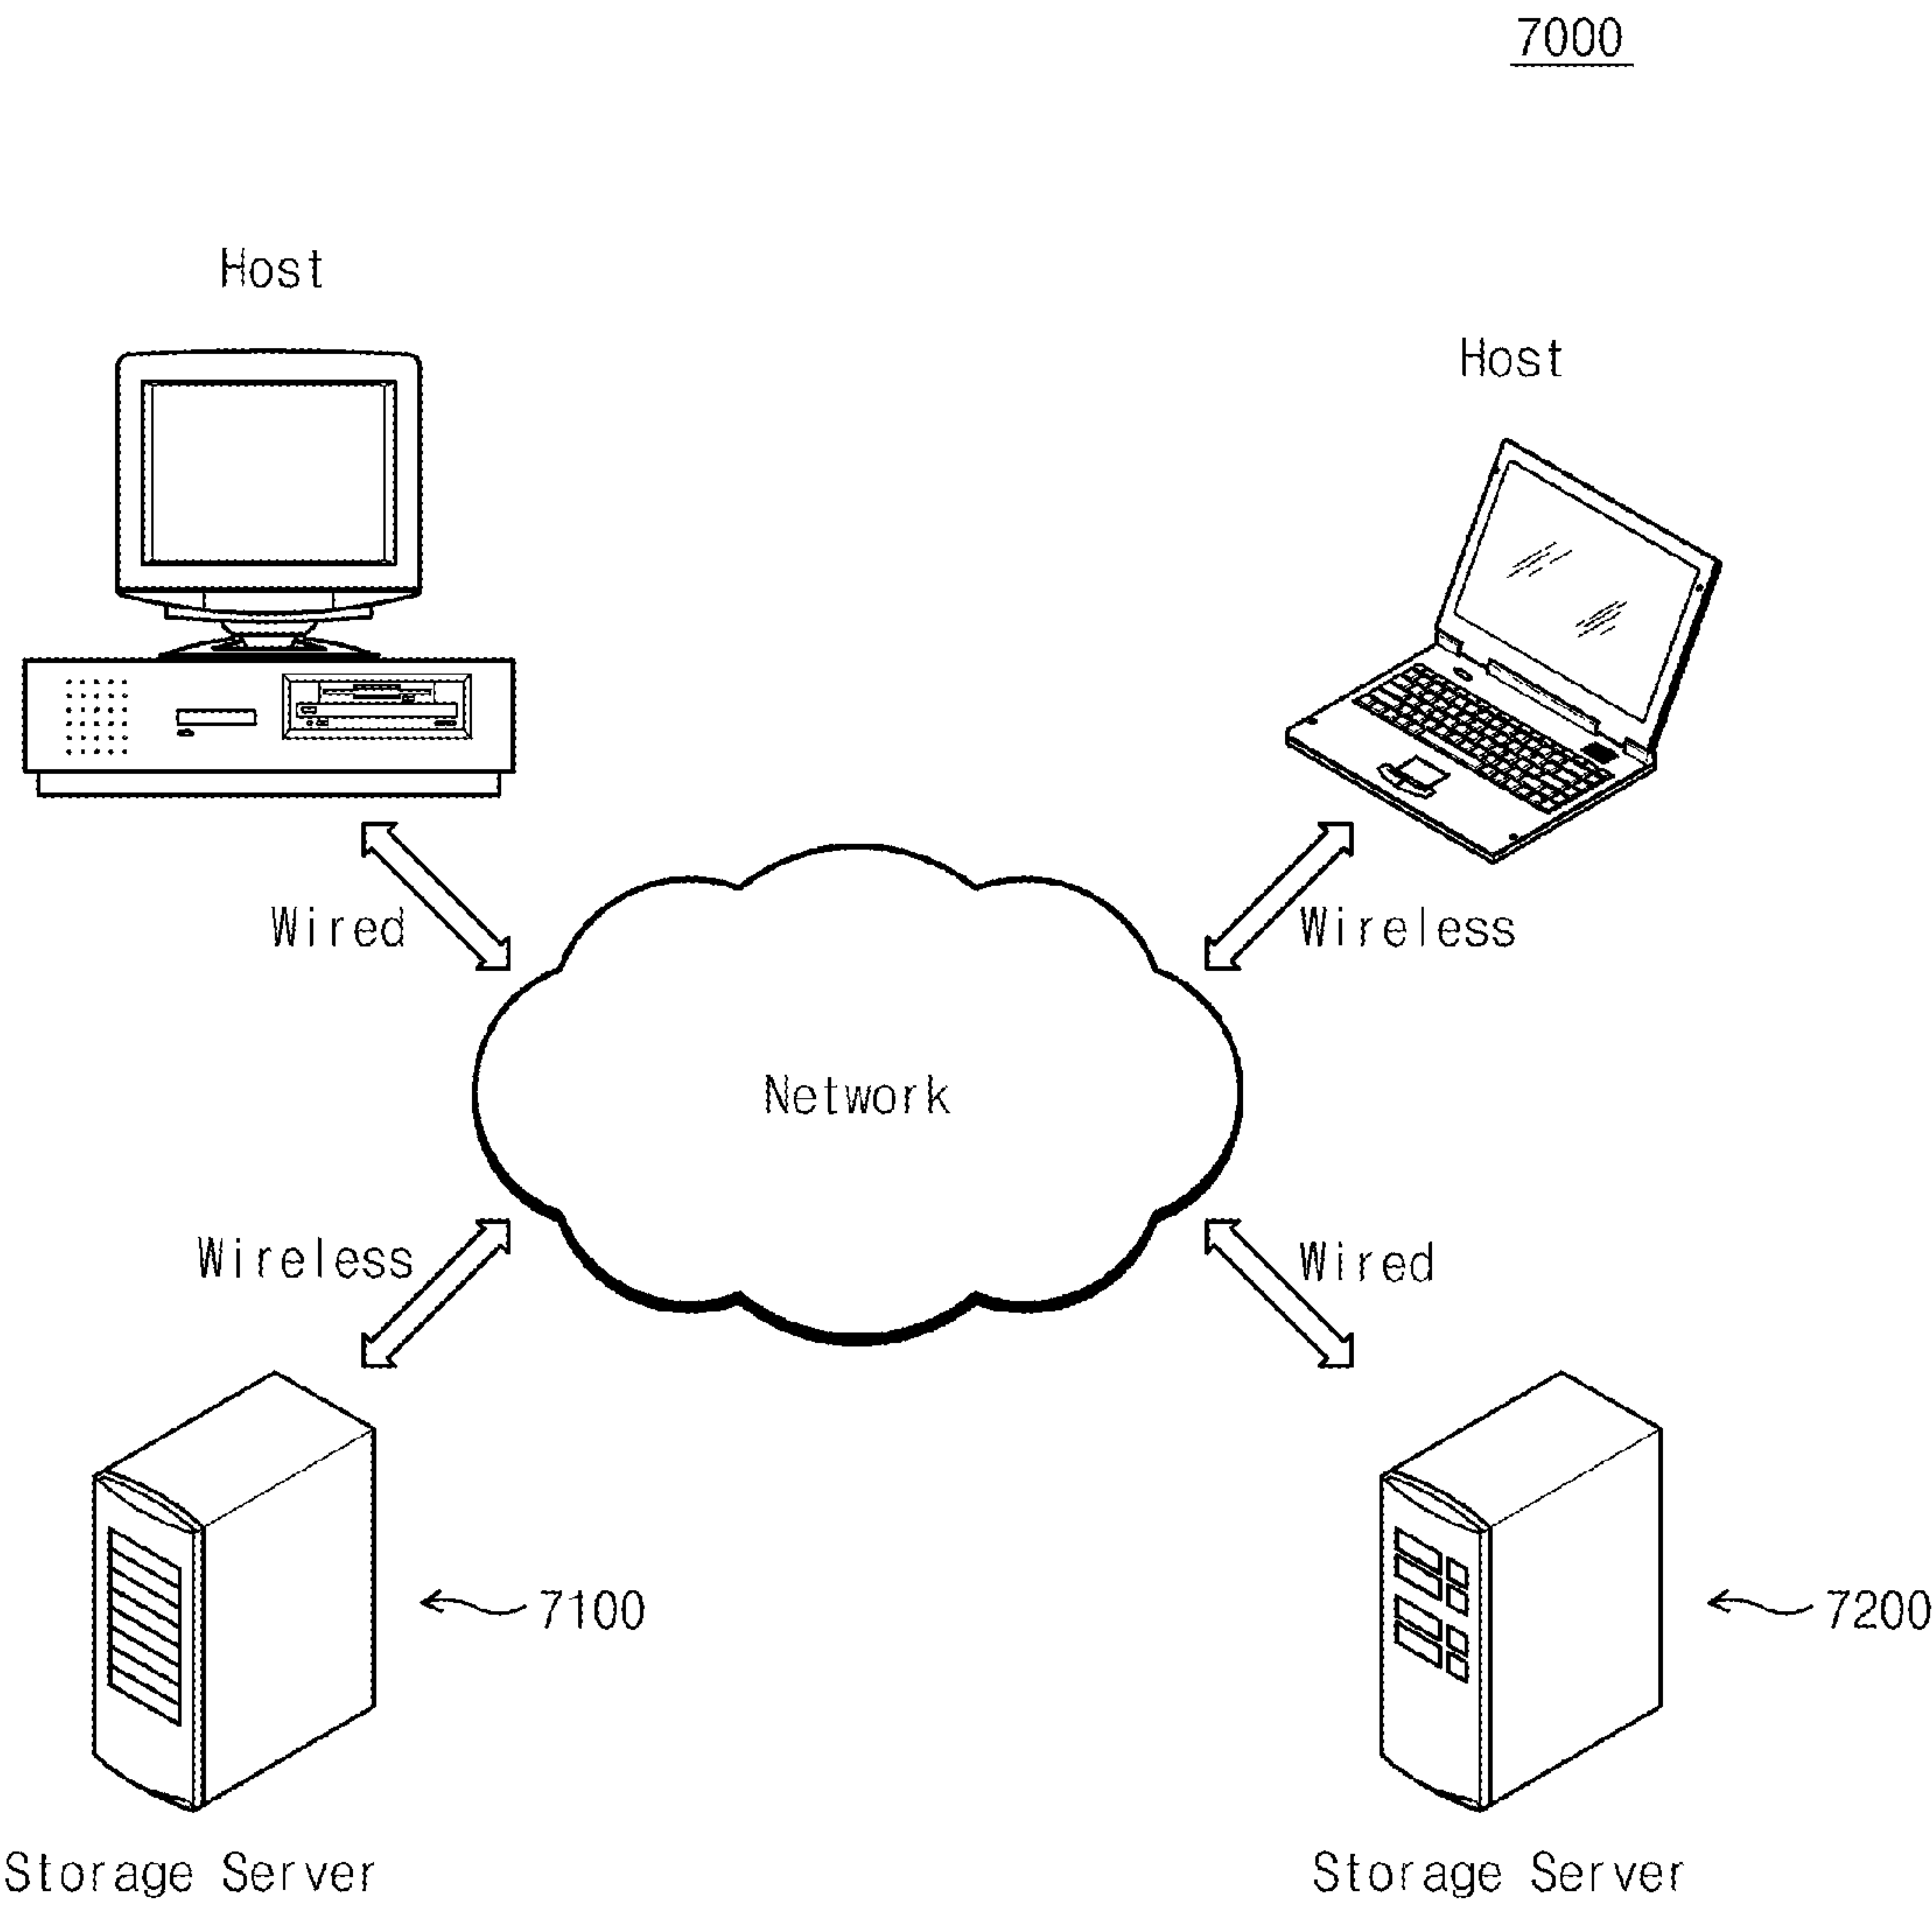 7000
Host
Host
Wired
Wireless
Network
Wireless
Wired
7100
7200
Storage Server
Storage Server